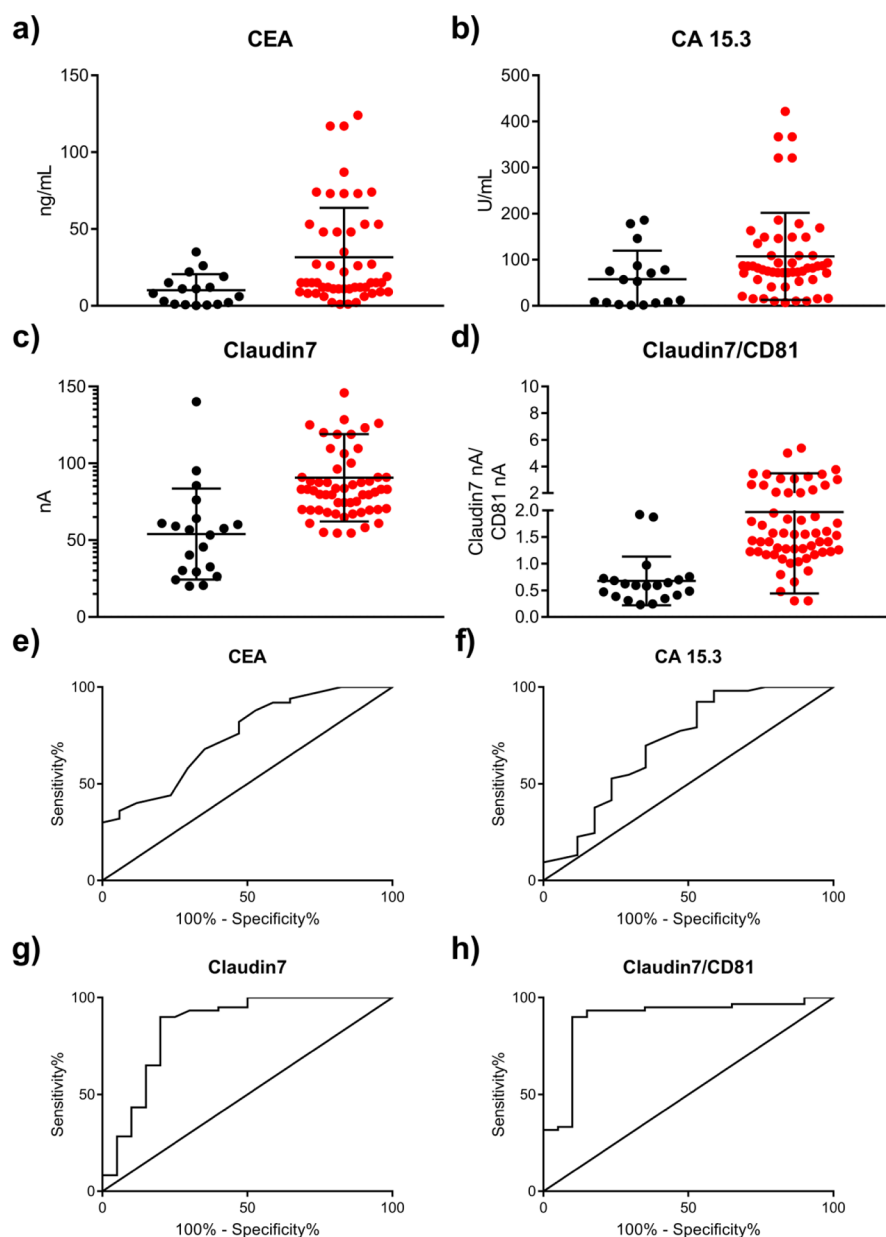 a)
CEA
ng/mL
150
100
50
0
b)
CA 15.3
U/mL
500
400
300
200
100
0
c)
Claudin7
nA
150
100
50
0
d)
Claudin7/CD81
Claudin7 nA/
CD81 nA
10
8
6
4
2
2.0
1.5
1.0
0.5
0.0
e)
CEA
Sensitivity%
100
50
0
0
50
100
100% - Specificity%
f)
CA 15.3
Sensitivity%
100
50
0
0
50
100
100% - Specificity%
g)
Claudin7
Sensitivity%
100
50
0
0
50
100
100% - Specificity%
h)
Claudin7/CD81
Sensitivity%
100
50
0
0
50
100
100% - Specificity%